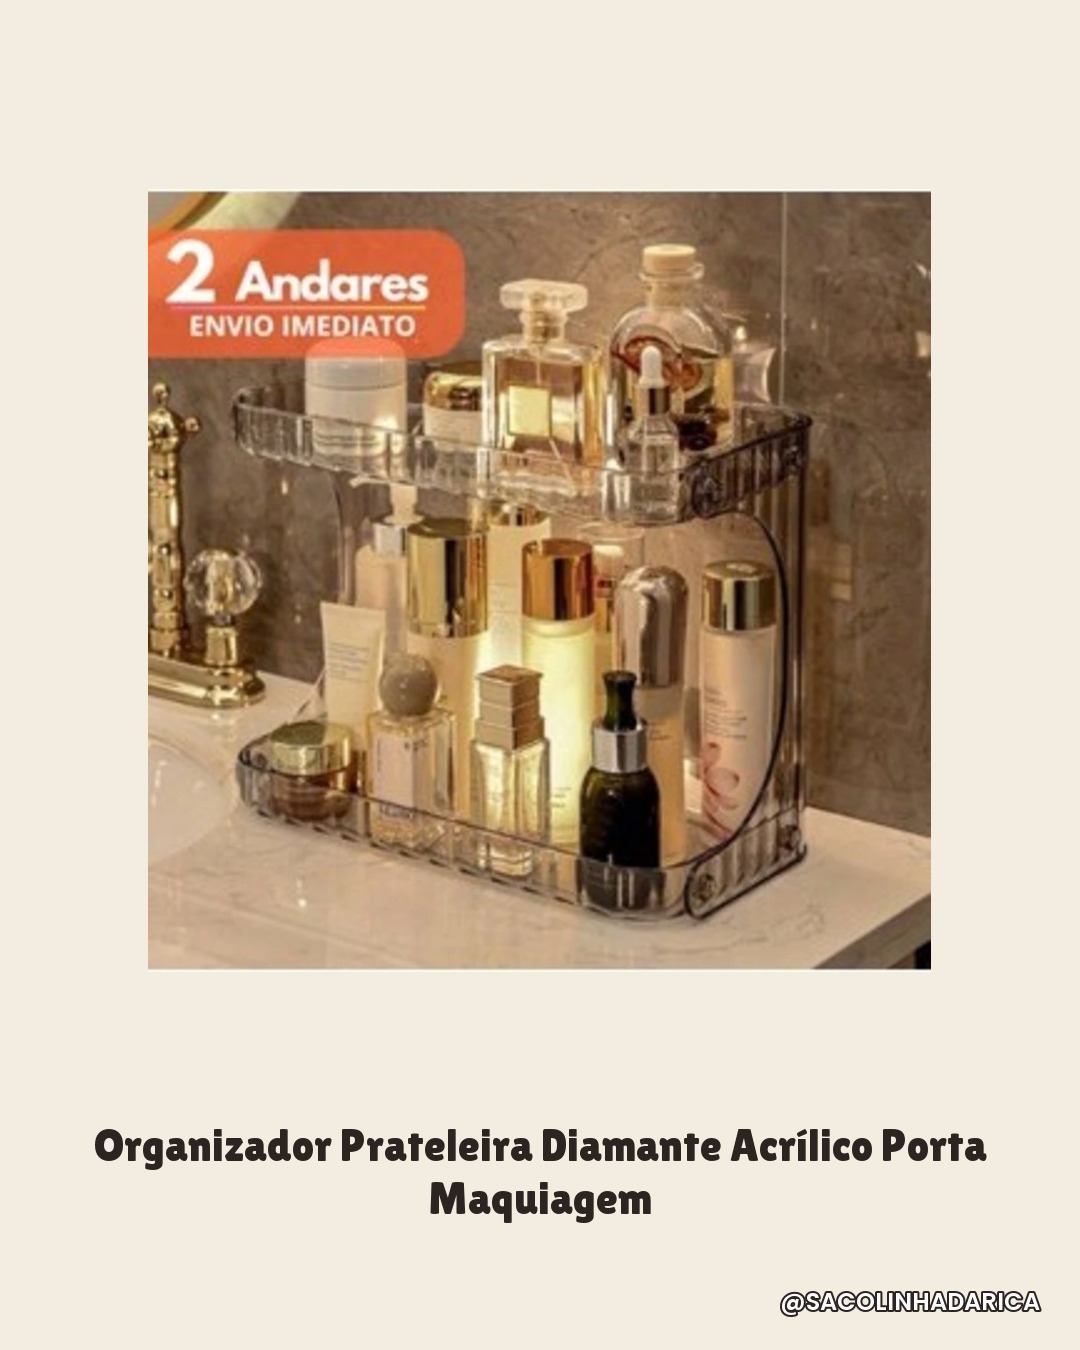 2 Andares
ENVIO IMEDIATO
Organizador Prateleira Diamante Acrílico Porta
Maquiagem
@SACOLINHADARICA